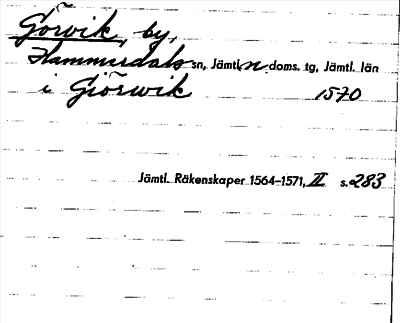 Görvik, by,
Hammerdals sn, Jämtl. n. doms. tg, Jämtl. län
i Giörwik 1570
Jämtl. Räkenskaper 1564-1571, II s. 283